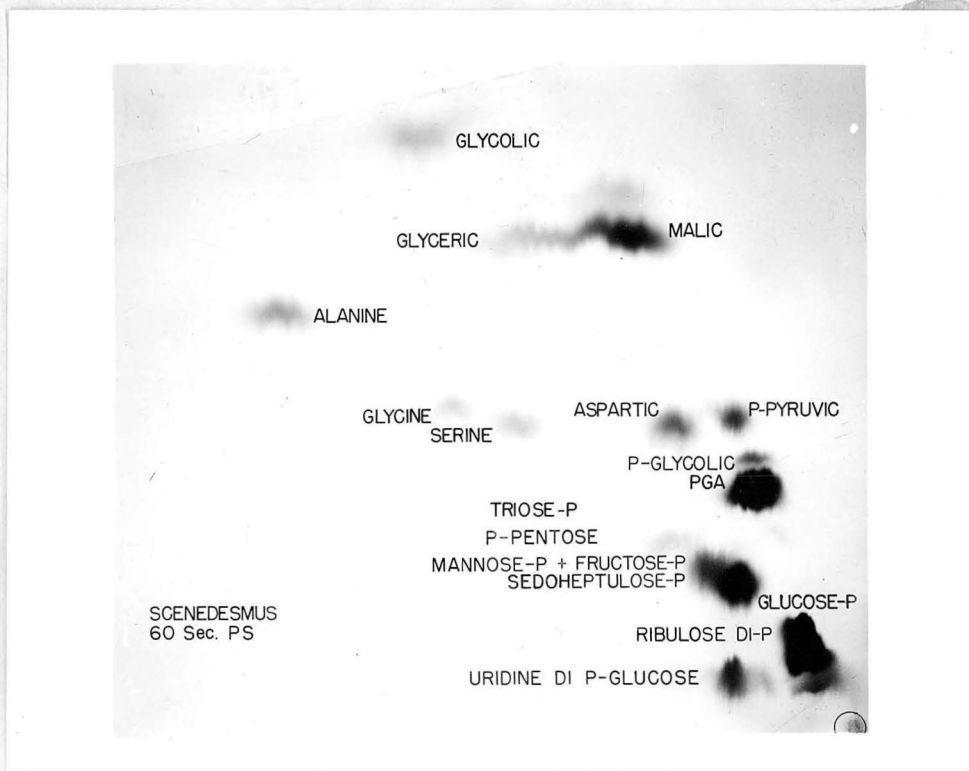 GLYCOLIC
GLYCERIC
MALIC
ALANINE
GLYCINE
SERINE
ASPARTIC
P-PYRUVIC
P-GLYCOLIC
PGA
TRIOSE-P
P-PENTOSE
MANNOSE-P + FRUCTOSE-P
SEDOHEPTULOSE-P
GLUCOSE-P
SCENEDESMUS
60 Sec. PS
RIBULOSE DI-P
URIDINE DI P-GLUCOSE